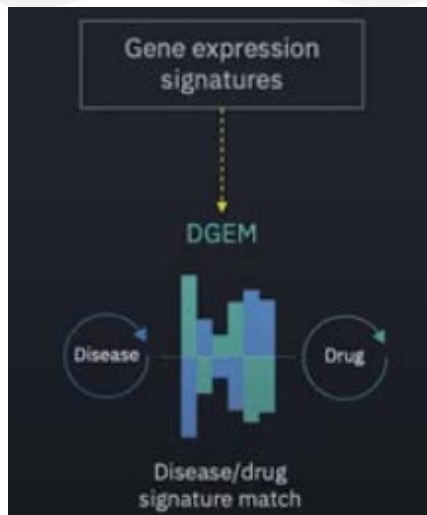 Gene expression
signatures
DGEM
Disease
Drug
Disease/drug
signature match